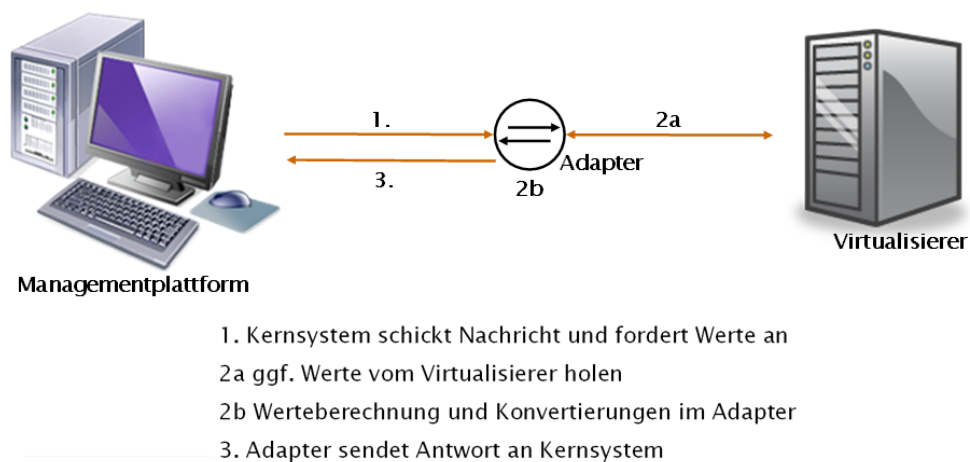 1.
2a
Adapter
3.
2b
Virtualisierer
Managementplattform
1. Kernsystem schickt Nachricht und fordert Werte an
2a ggf. Werte vom Virtualisierer holen
2b Werteberechnung und Konvertierungen im Adapter
3. Adapter sendet Antwort an Kernsystem